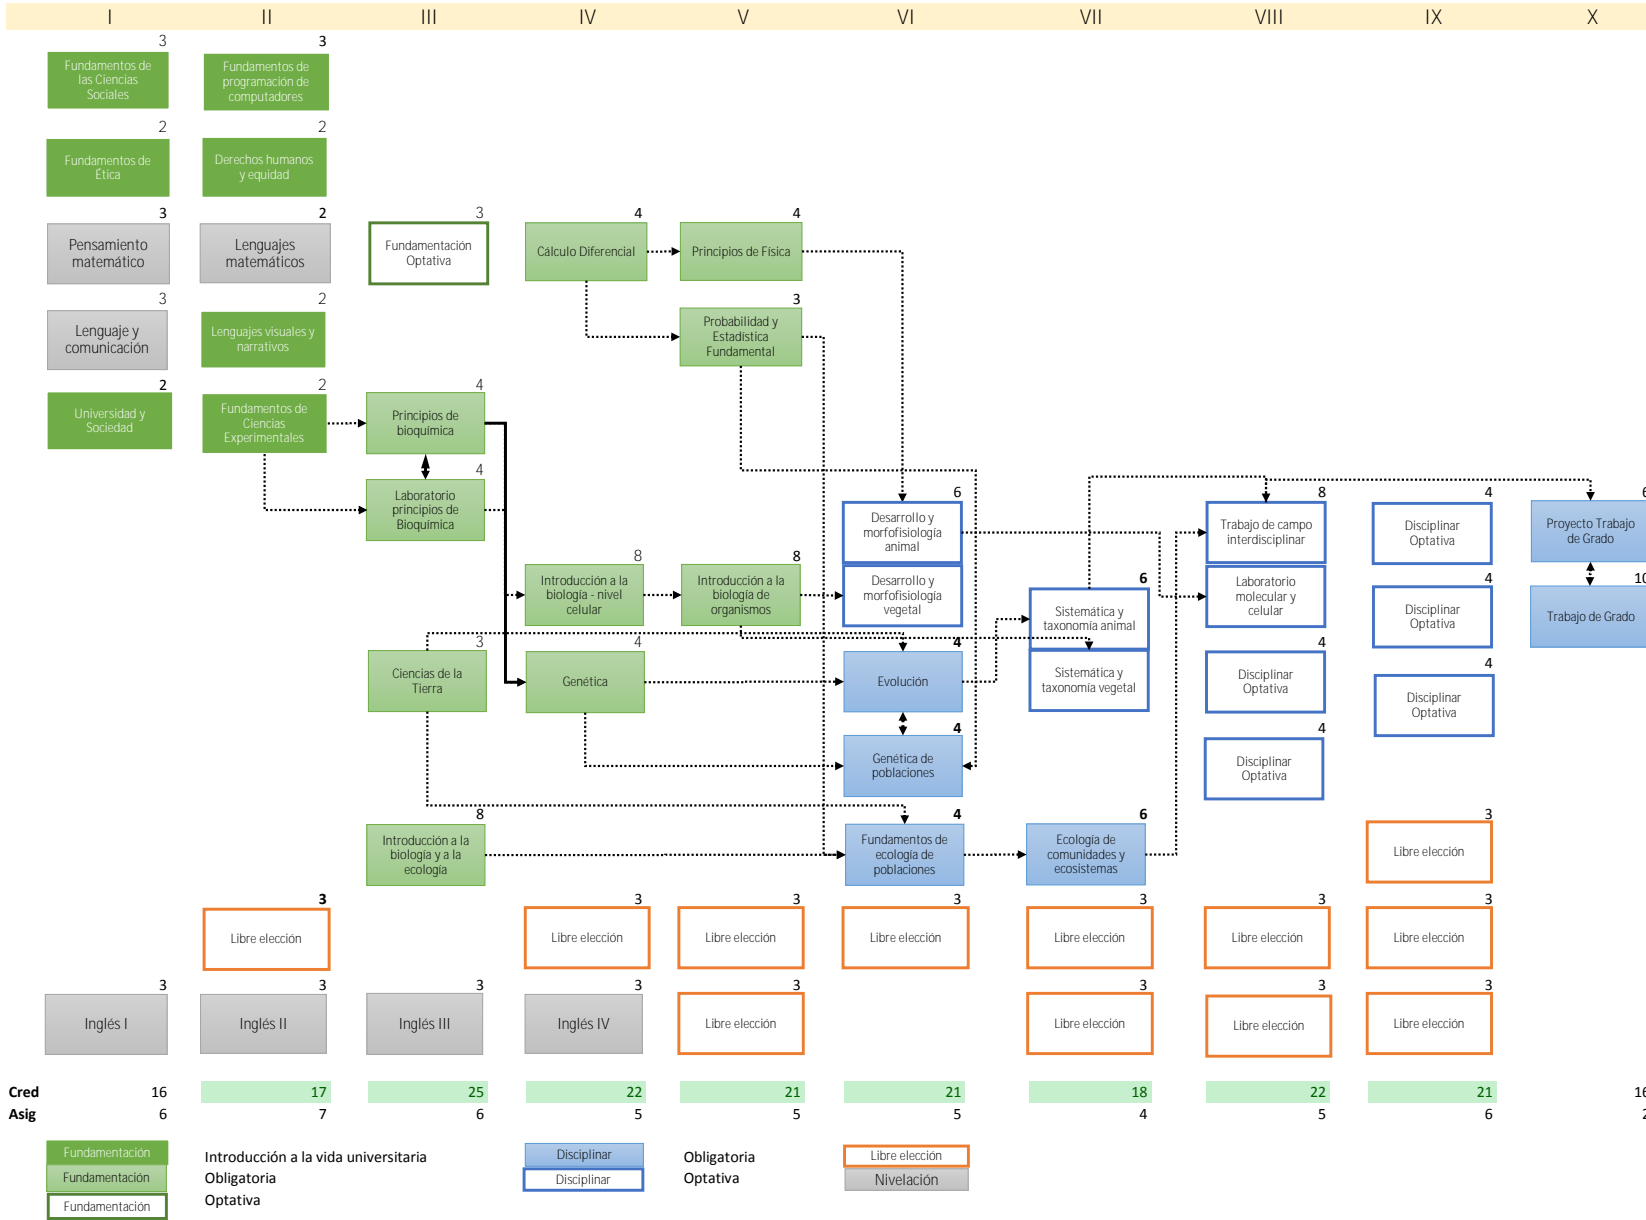 I II III IV V VI VII VIII IX X
3 3
Fundamentos de
las Ciencias
Sociales
Fundamentos de
programación de
computadores
2 2
Fundamentos de
Ética
Derechos humanos
y equidad
3 2 3 4 4
Pensamiento
matemático
Lenguajes
matemáticos
Fundamentación
Optativa
Cálculo Diferencial
Principios de Física
3 2 3
Lenguaje y
comunicación
Lenguajes visuales y
narrativos
Probabilidad y
Estadística
Fundamental
2 2 4
Universidad y
Sociedad
Fundamentos de
Ciencias
Experimentales
Principios de
bioquímica
4 6 8 4 6
Laboratorio
principios de
Bioquímica
Desarrollo y
morfofisiología
animal
Trabajo de campo
interdisciplinar
Disciplinar
Optativa
Proyecto Trabajo
de Grado
8 8 6 4 10
Introducción a la
biología - nivel
celular
Introducción a la
biología de
organismos
Desarrollo y
morfofisiología
vegetal
Sistemática y
taxonomía animal
Laboratorio
molecular y
celular
Disciplinar
Optativa
Trabajo de Grado
3 4 4 4 4
Ciencias de la
Tierra
Genética
Evolución
Sistemática y
taxonomía vegetal
Disciplinar
Optativa
Disciplinar
Optativa
4 4
Genética de
poblaciones
Disciplinar
Optativa
8 4 6 3
Introducción a la
biología y a la
ecología
Fundamentos de
ecología de
poblaciones
Ecología de
comunidades y
ecosistemas
Libre elección
3 3 3 3 3 3 3
Libre elección Libre elección Libre elección Libre elección Libre elección Libre elección Libre elección
3 3 3 3 3 3 3 3
Inglés I Inglés II Inglés III Inglés IV Libre elección Libre elección Libre elección Libre elección
Cred 16 17 25 22 21 21 18 22 21 16
Asig 6 7 6 5 5 5 4 5 6 2
Fundamentación Introducción a la vida universitaria Disciplinar Obligatoria Libre elección
Fundamentación Obligatoria Disciplinar Optativa Nivelación
Fundamentación Optativa